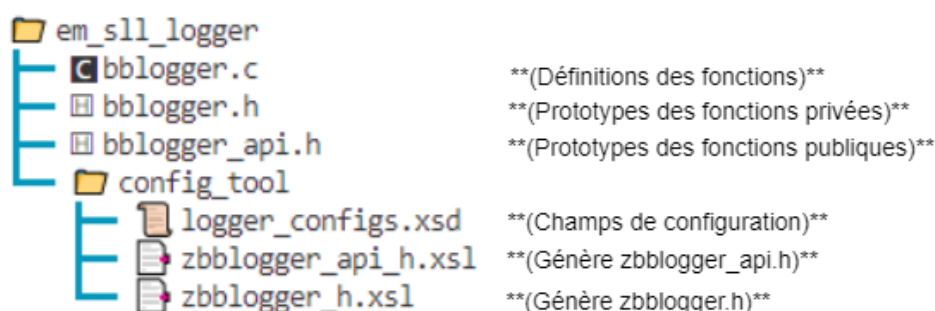 em_sll_logger
C bblogger.c **(Définitions des fonctions)**
H bblogger.h **(Prototypes des fonctions privées)**
H bblogger_api.h **(Prototypes des fonctions publiques)**
config_tool
logger_configs.xsd **(Champs de configuration)**
zbblogger_api_h.xsl **(Génère zbblogger_api.h)**
zbblogger_h.xsl **(Génère zbblogger.h)**